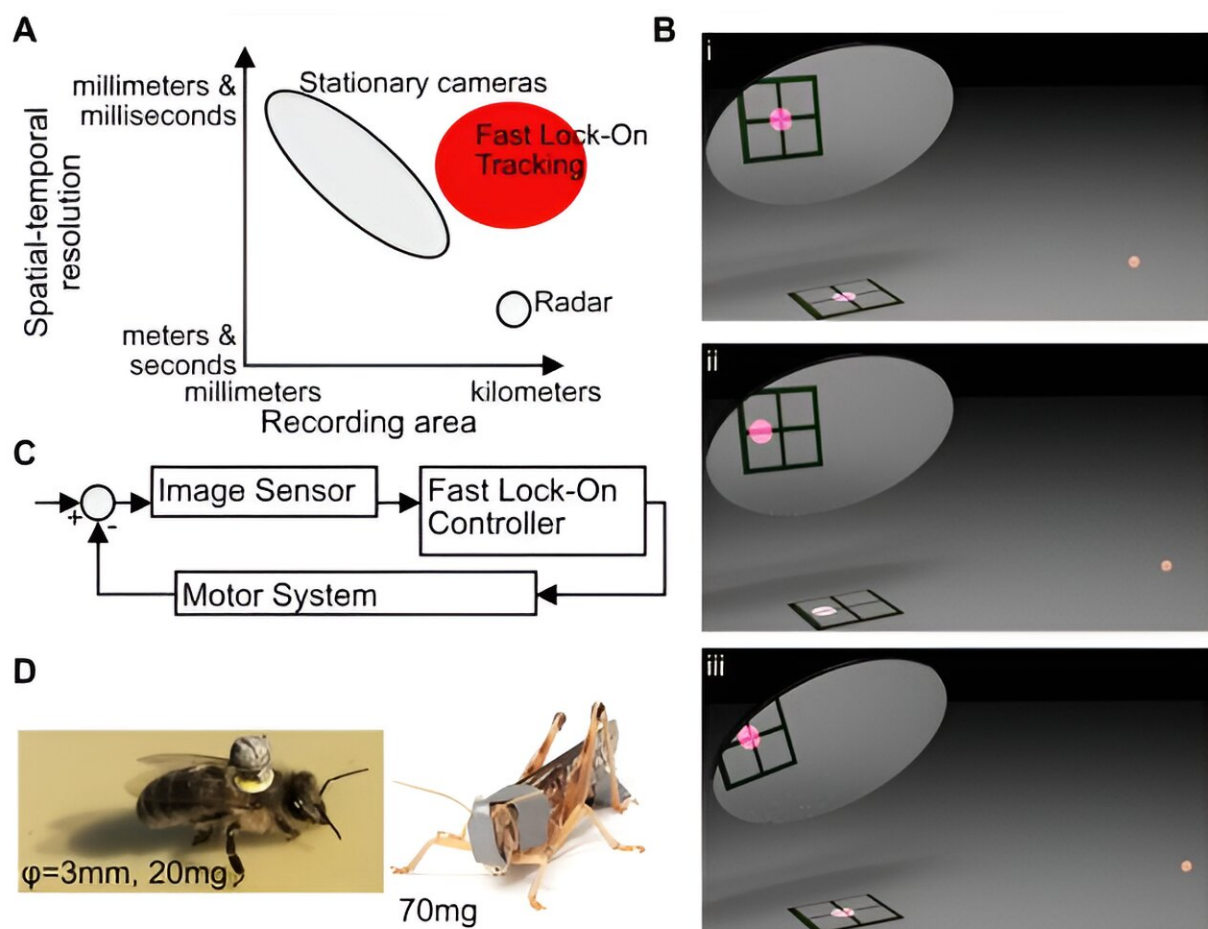 A
millimeters &
milliseconds
Spatial-temporal
resolution
meters &
seconds
Stationary cameras
Fast Lock-On
Tracking
Radar
millimeters
kilometers
Recording area
B
i
ii
iii
C
+
-
Image Sensor
Fast Lock-On
Controller
Motor System
D
φ=3mm, 20mg
70mg